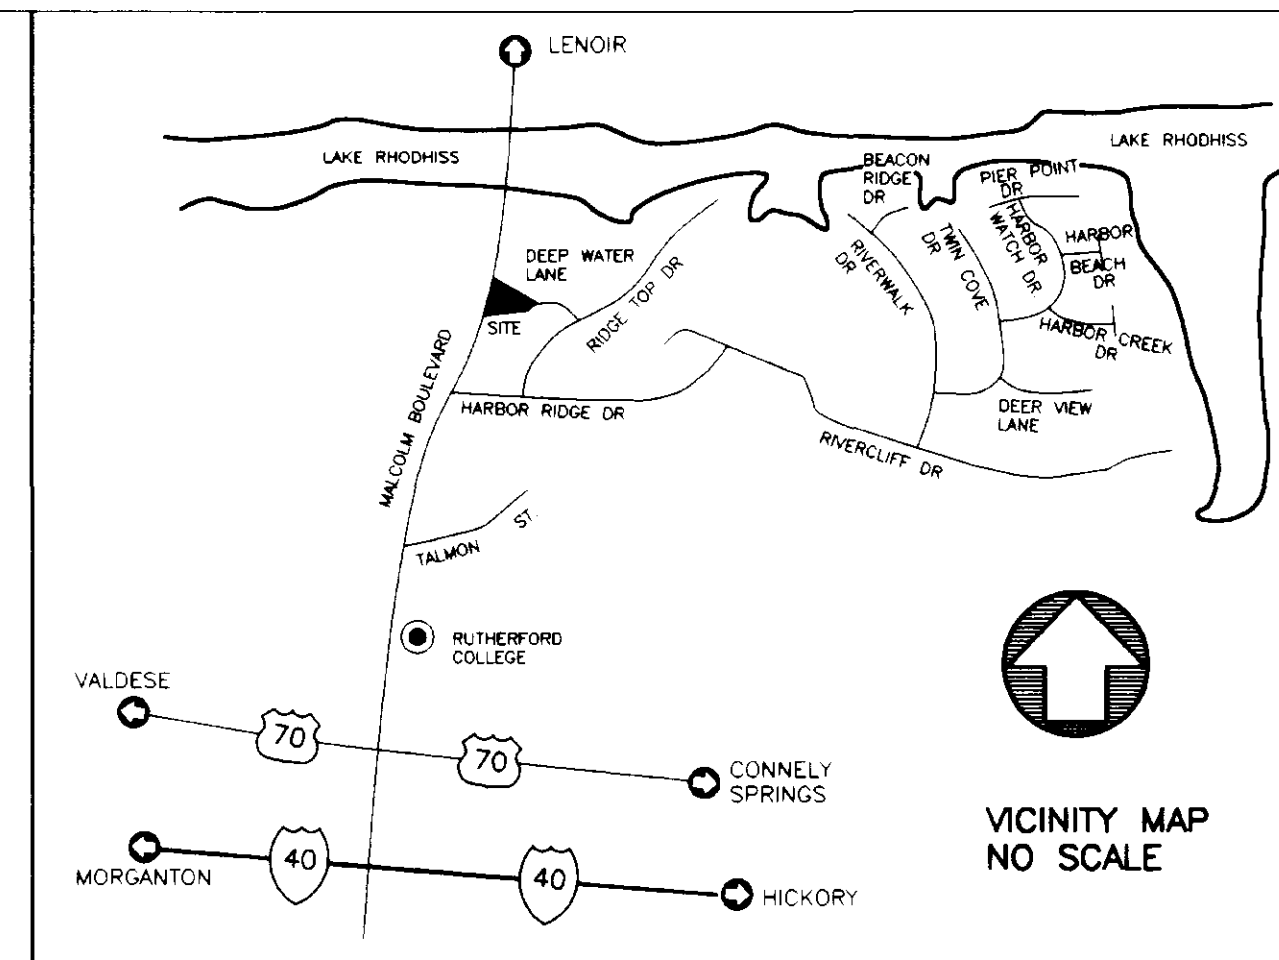 LENOIR
LAKE RHODHISS
LAKE RHODHISS
BEACON
RIDGE
DR
PIER POINT
DR
HARBOR
WATCH DR.
HARBOR
BEACH
DR
TWIN COVE
DR
RIVERWALK
DR
DEEP WATER
LANE
RIDGE TOP DR
SITE
HARBOR CREEK
DR
MALCOLM BOULEVARD
HARBOR RIDGE DR
DEER VIEW
LANE
RIVERCLIFF DR
TALMON ST.
RUTHERFORD
COLLEGE
VALDESE
70
70
CONNELY
SPRINGS
VICINITY MAP
NO SCALE
40
40
MORGANTON
HICKORY